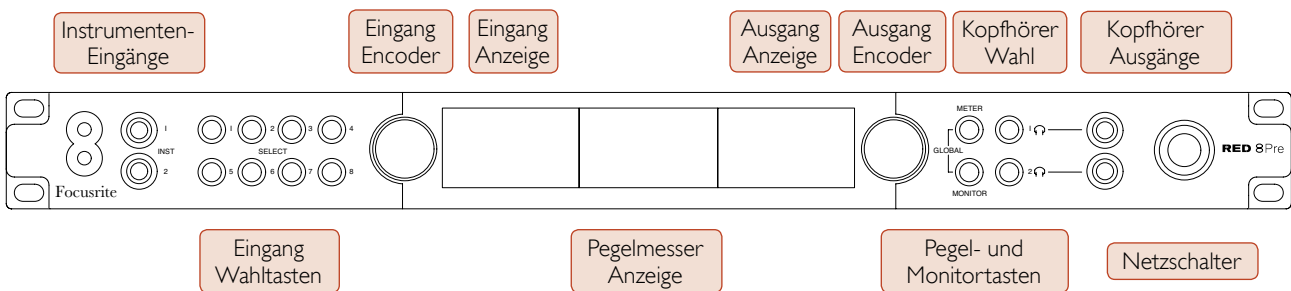 Instrumenten-
Eingänge
Eingang
Encoder
Eingang
Anzeige
Ausgang
Anzeige
Ausgang
Encoder
Kopfhörer
Wahl
Kopfhörer
Ausgänge
1
INST
2
Focusrite
1 2 3 4
SELECT
5 6 7 8
METER
GLOBAL
MONITOR
1
2
RED 8Pre
Eingang
Wahltasten
Pegelmesser
Anzeige
Pegel- und
Monitortasten
Netzschalter